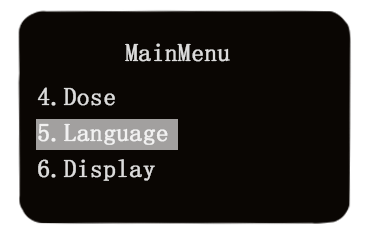 MainMenu
4. Dose
5. Language
6. Display